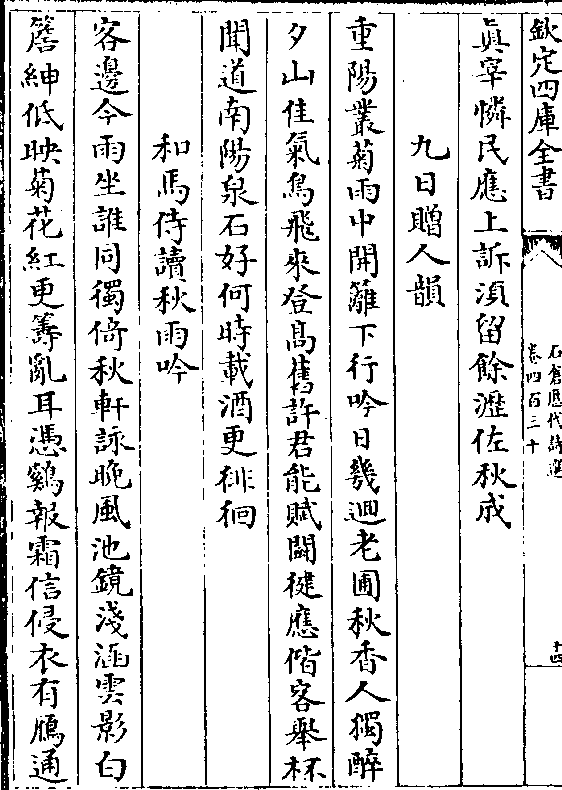 欽定四庫全書
石倉歷代詩選
卷四百三十
十四
眞宰憐民應上訴湏留餘瀝佐秋成
九日贈人韻
重陽叢菊雨中開籬下行吟日幾迴老圃秋香人獨醉
夕山佳氣鳥飛來登髙舊許君能賦鬬健應偕客舉杯
聞道南陽泉石好何時載酒更徘徊
和馬侍讀秋雨吟
客邊今雨坐誰同獨倚秋軒詠晚風池鏡淺涵雲影白
簷紳低映菊花紅更籌亂耳憑鷄報霜信侵衣有鴈通